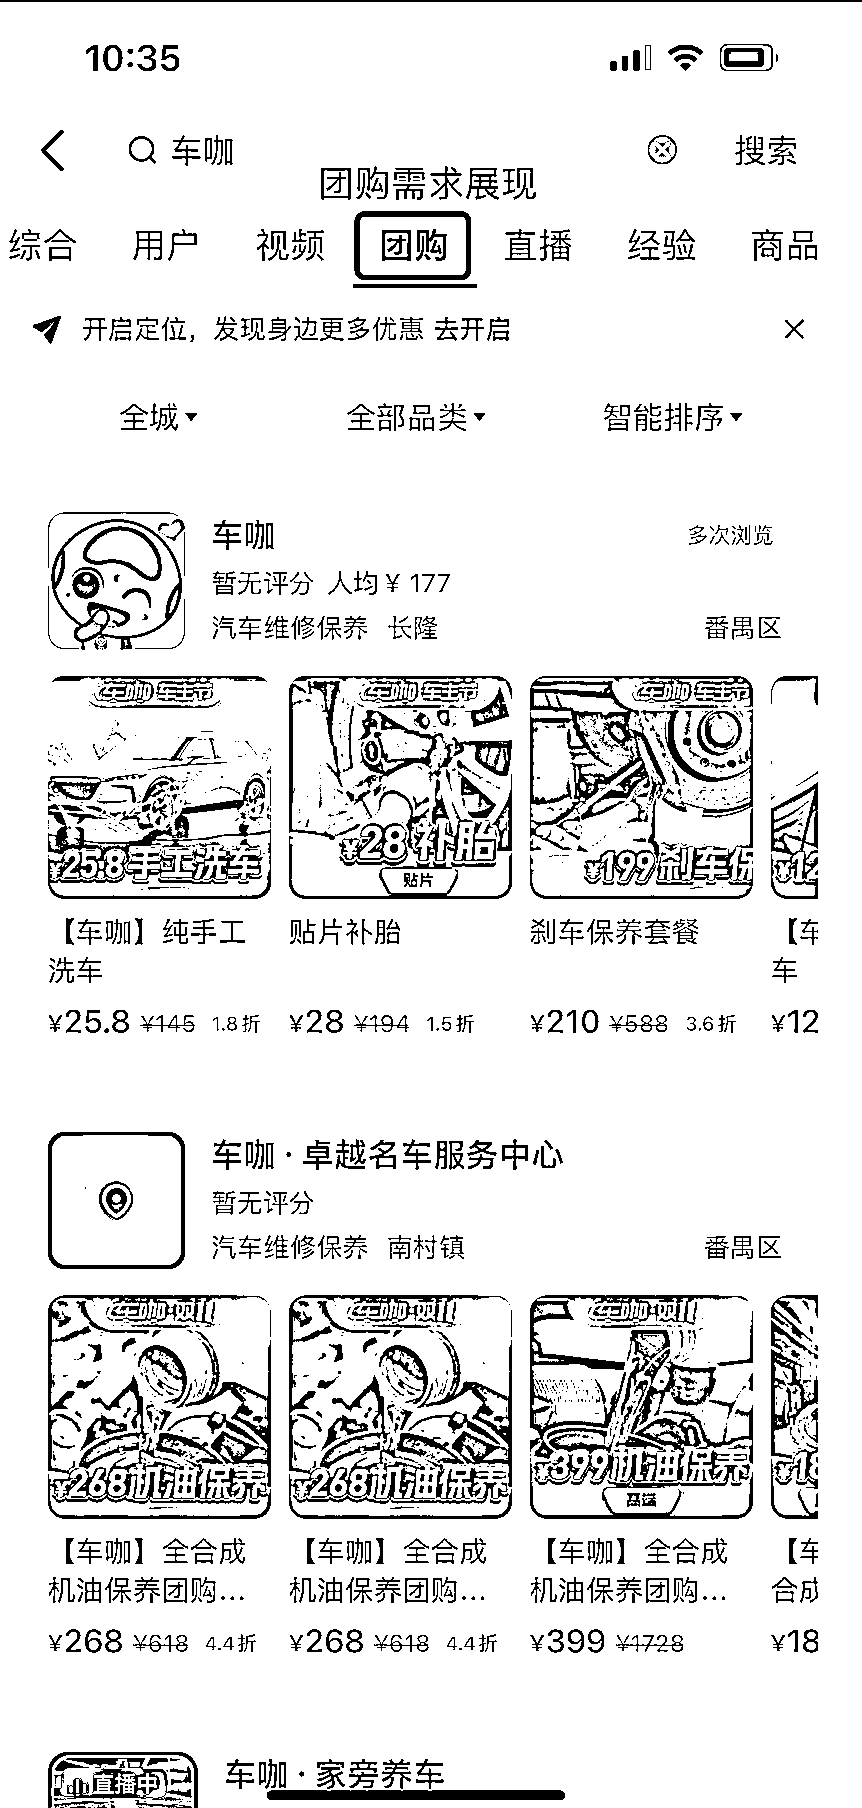 10:35
车咖
搜索
团购需求展现
综合 用户 视频 团购 直播 经验 商品
开启定位，发现身边更多优惠 去开启
全城 全部品类 智能排序
车咖
多次浏览
暂无评分 人均¥177
汽车维修保养 长隆
番禺区
车咖 车主节
¥25.8手工洗车
车咖 车主节
¥28 补胎
贴片
车咖 车主节
¥199刹车保
¥12
【车咖】纯手工
洗车
贴片补胎
刹车保养套餐
【车
车
¥25.8 ¥145 1.8折
¥28 ¥194 1.5折
¥210 ¥588 3.6折
¥12
车咖·卓越名车服务中心
暂无评分
汽车维修保养 南村镇
番禺区
车咖·双11
¥268机油保养
车咖·双11
¥268机油保养
车咖·双11
¥399机油保养
高端
¥18
【车咖】全合成
机油保养团购...
【车咖】全合成
机油保养团购...
【车咖】全合成
机油保养团购...
【车
合成
¥268 ¥618 4.4折
¥268 ¥618 4.4折
¥399 ¥1728
¥18
直播中
车咖·家旁养车